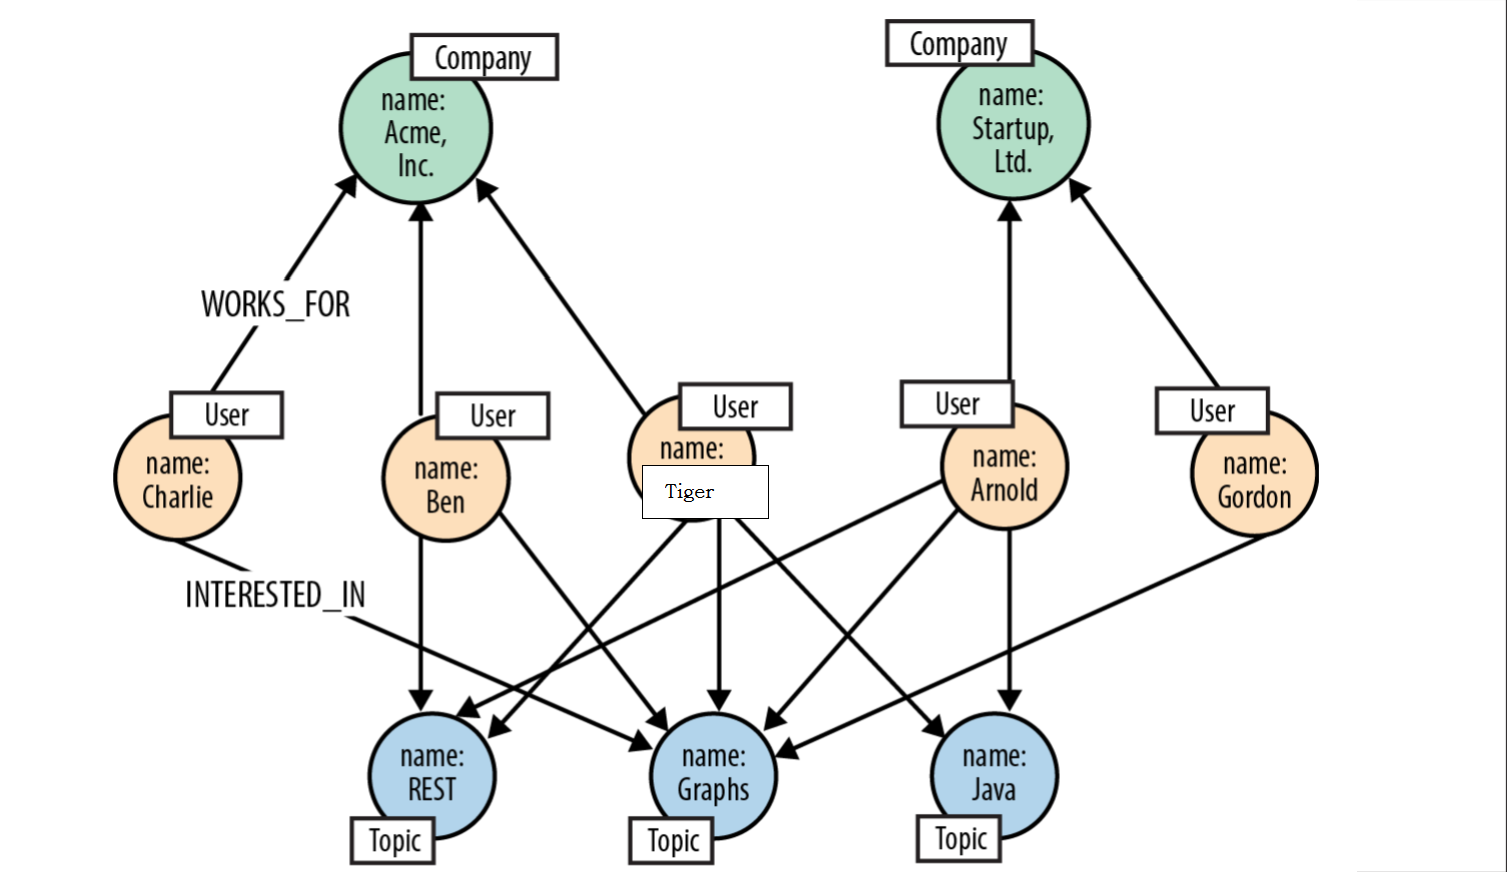 Company
name:
Acme,
Inc.
Company
name:
Startup,
Ltd.
WORKS_FOR
User
name:
Charlie
User
name:
Ben
User
name:
Tiger
User
name:
Arnold
User
name:
Gordon
INTERESTED_IN
name:
REST
Topic
name:
Graphs
Topic
name:
Java
Topic